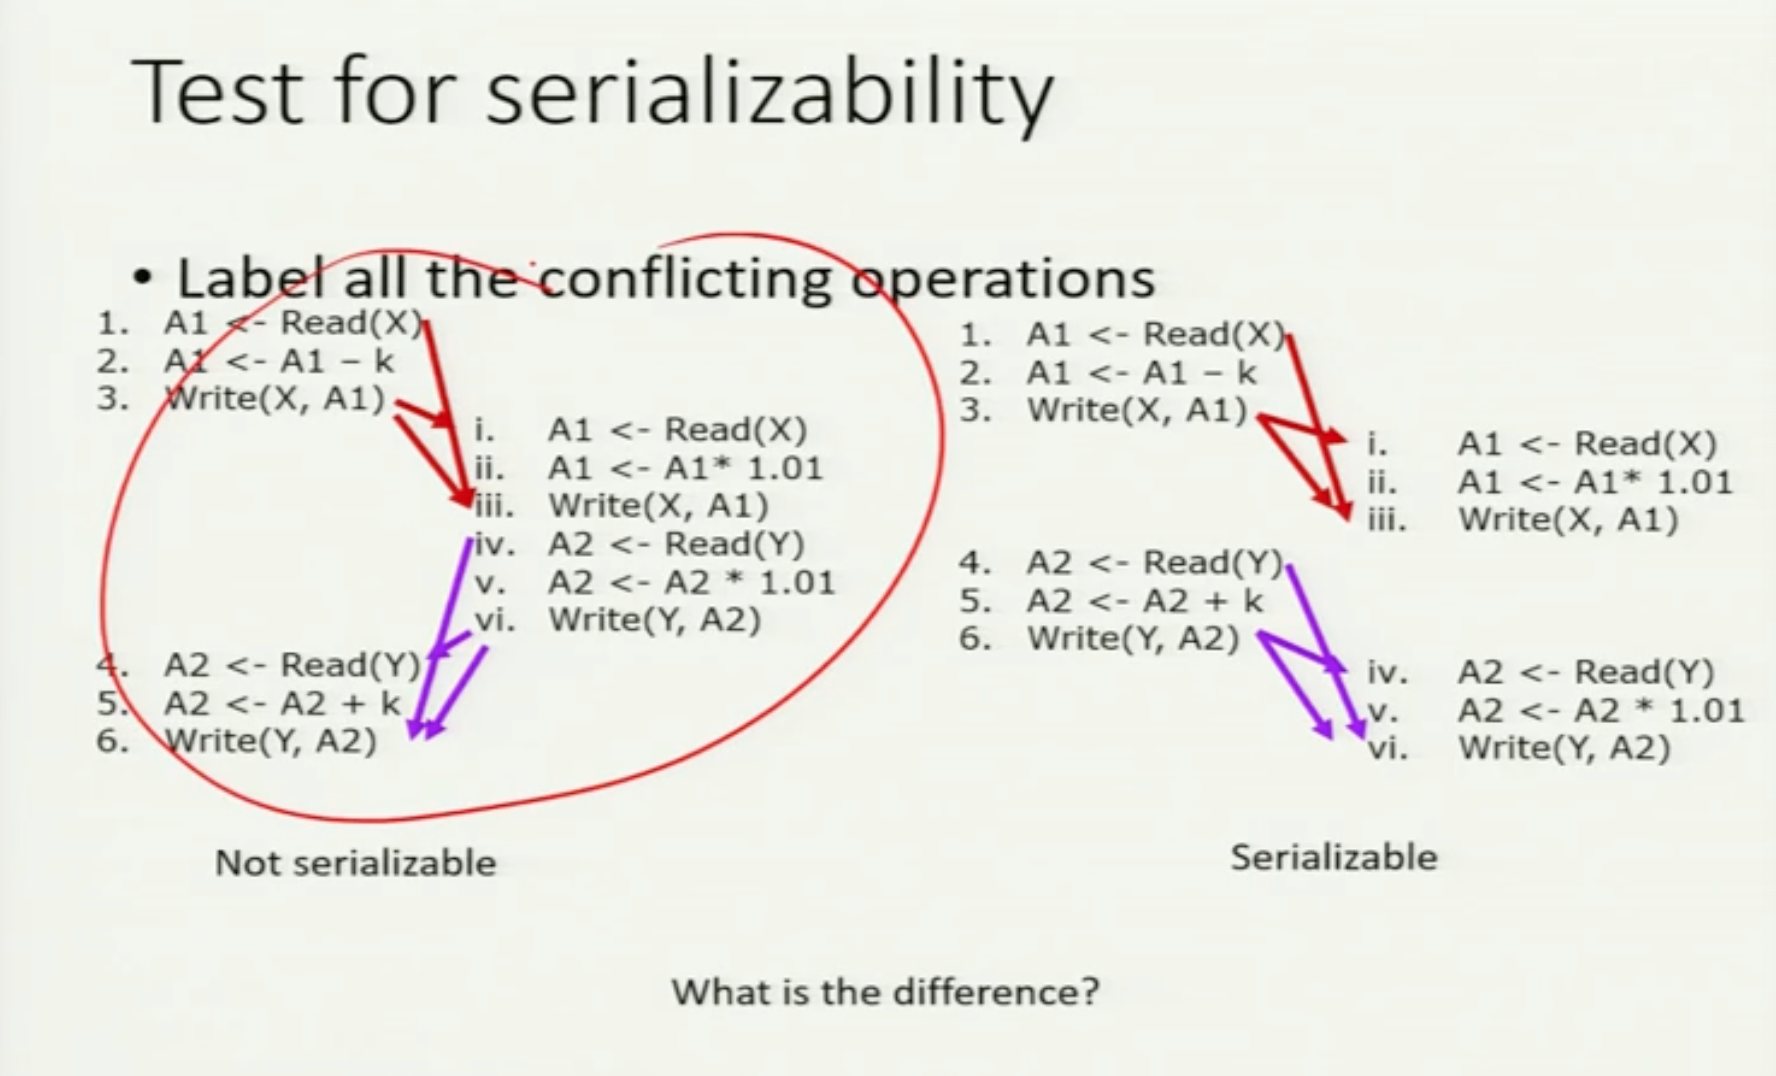 Test for serializability
• Label all the conflicting operations
1. A1 <- Read(X)
2. A1 <- A1 – k
3. Write(X, A1)
i. A1 <- Read(X)
ii. A1 <- A1* 1.01
iii. Write(X, A1)
iv. A2 <- Read(Y)
v. A2 <- A2 * 1.01
vi. Write(Y, A2)
4. A2 <- Read(Y)
5. A2 <- A2 + k
6. Write(Y, A2)
Not serializable
1. A1 <- Read(X)
2. A1 <- A1 – k
3. Write(X, A1)
i. A1 <- Read(X)
ii. A1 <- A1* 1.01
iii. Write(X, A1)
4. A2 <- Read(Y)
5. A2 <- A2 + k
6. Write(Y, A2)
iv. A2 <- Read(Y)
v. A2 <- A2 * 1.01
vi. Write(Y, A2)
Serializable
What is the difference?